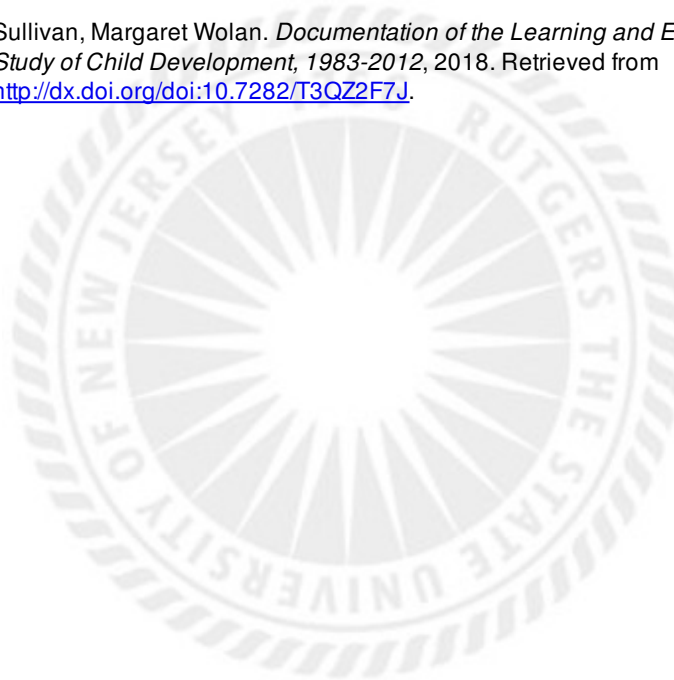 Sullivan, Margaret Wolan. Documentation of the Learning and E
Study of Child Development, 1983-2012, 2018. Retrieved from
http://dx.doi.org/doi:10.7282/T3QZ2F7J.
RUTGERS THE STATE UNIVERSITY OF NEW JERSEY